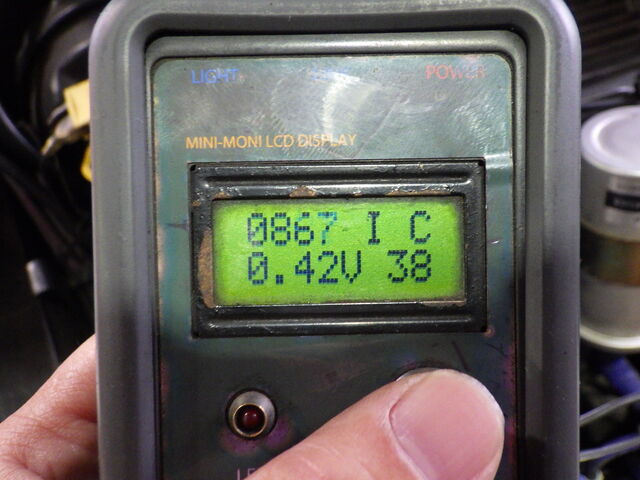 LIGHT POWER
MINI-MONI LCD DISPLAY
0867 I C
0.42V 38